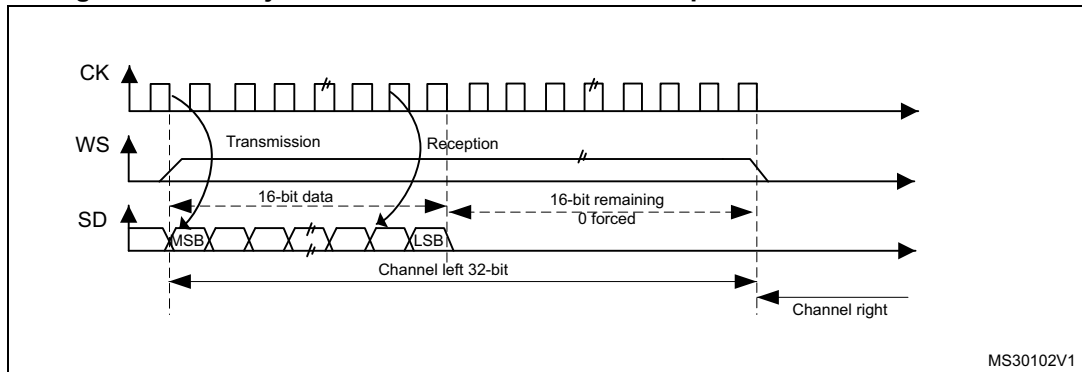 CK
WS
Transmission
Reception
16-bit data
16-bit remaining
0 forced
SD
MSB
LSB
Channel left 32-bit
Channel right
MS30102V1